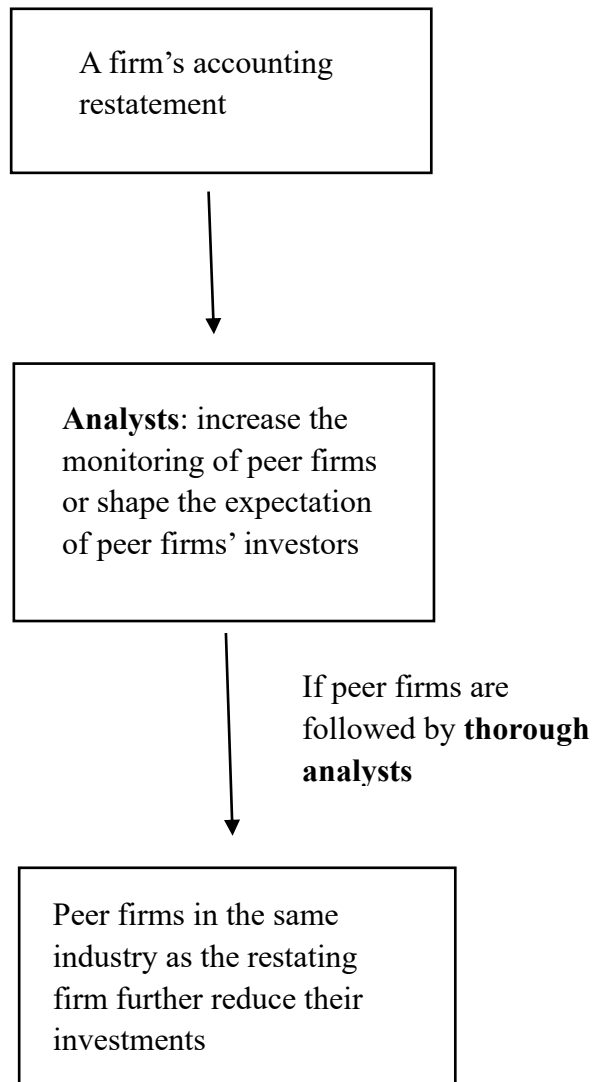 A firm’s accounting
restatement
Analysts: increase the
monitoring of peer firms
or shape the expectation
of peer firms’ investors
If peer firms are
followed by thorough
analysts
Peer firms in the same
industry as the restating
firm further reduce their
investments